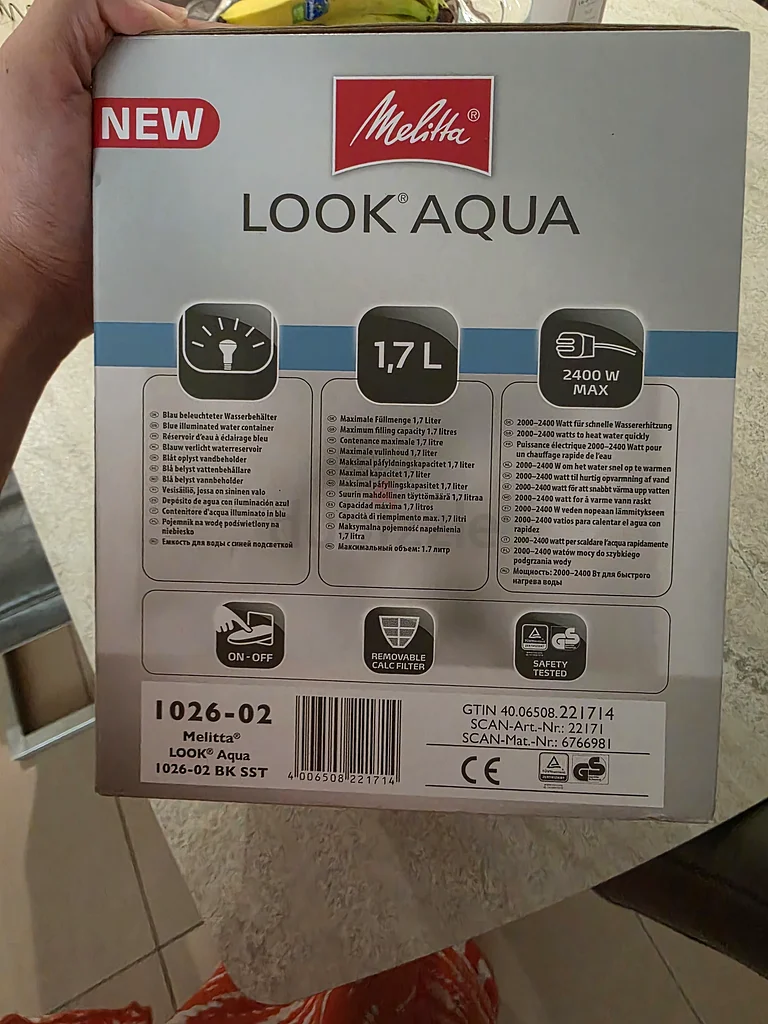 NEW
Melitta®
LOOK® AQUA
1,7 L
2400 W
MAX
Blau beleuchteter Wasserbehälter
Blue illuminated water container
Réservoir d'eau à éclairage bleu
Blauw verlicht waterreservoir
Blåt oplyst vandbeholder
Blå belyst vattenbehållare
Blå belyst vannbeholder
Vesisäiliö, jossa on sininen valo
Depósito de agua con iluminación azul
Contenitore d'acqua illuminato in blu
Pojemnik na wodę podświetlony na
niebiesko
Емкость для воды с синей подсветкой
Maximale Füllmenge 1,7 Liter
Maximum filling capacity 1.7 litres
Contenance maximale 1,7 litre
Maximale vulinhoud 1,7 liter
Maksimal påfyldningskapacitet 1,7 liter
Maximal kapacitet 1,7 liter
Maksimal påfyllingskapasitet 1,7 liter
Suurin mahdollinen täyttömäärä 1,7 litraa
Capacidad máxima 1,7 litros
Capacità di riempimento max. 1,7 litri
Maksymalna pojemność napełnienia
1,7 litra
Максимальный объем: 1.7 литр
2000–2400 Watt für schnelle Wassererhitzung
2000–2400 watts to heat water quickly
Puissance électrique 2000–2400 Watt pour
un chauffage rapide de l'eau
2000–2400 W om het water snel op te warmen
2000–2400 watt til hurtig opvarmning af vand
2000–2400 watt för att snabbt värma upp vatten
2000–2400 watt for å varme vann raskt
2000–2400 W veden nopeaan lämmitykseen
2000–2400 vatios para calentar el agua con
rapidez
2000–2400 watt per scaldare l'acqua rapidamente
2000–2400 watów mocy do szybkiego
podgrzania wody
Мощность: 2000–2400 Вт для быстрого
нагрева воды
ON-OFF
REMOVABLE
CALC FILTER
SAFETY
TESTED
1026-02
Melitta®
LOOK® Aqua
1026-02 BK SST
4 006508 221714
GTIN 40.06508.221714
SCAN-Art.-Nr.: 22171
SCAN-Mat.-Nr.: 6766981
CE